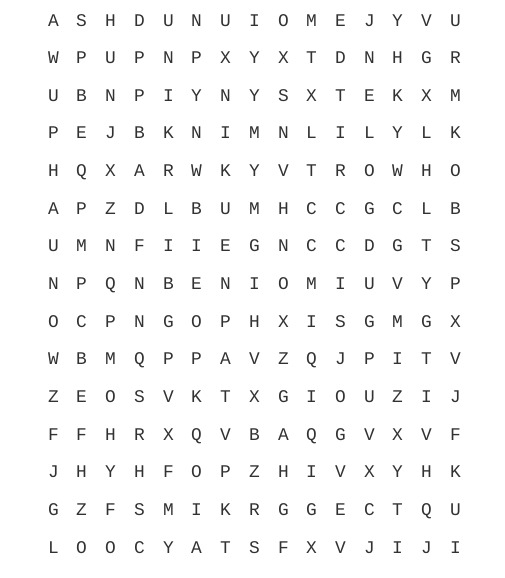 A S H D U N U I O M E J Y V U
W P U P N P X Y X T D N H G R
U B N P I Y N Y S X T E K X M
P E J B K N I M N L I L Y L K
H Q X A R W K Y V T R O W H O
A P Z D L B U M H C C G C L B
U M N F I I E G N C C D G T S
N P Q N B E N I O M I U V Y P
O C P N G O P H X I S G M G X
W B M Q P P A V Z Q J P I T V
Z E O S V K T X G I O U Z I J
F F H R X Q V B A Q G V X V F
J H Y H F O P Z H I V X Y H K
G Z F S M I K R G G E C T Q U
L O O C Y A T S F X V J I J I